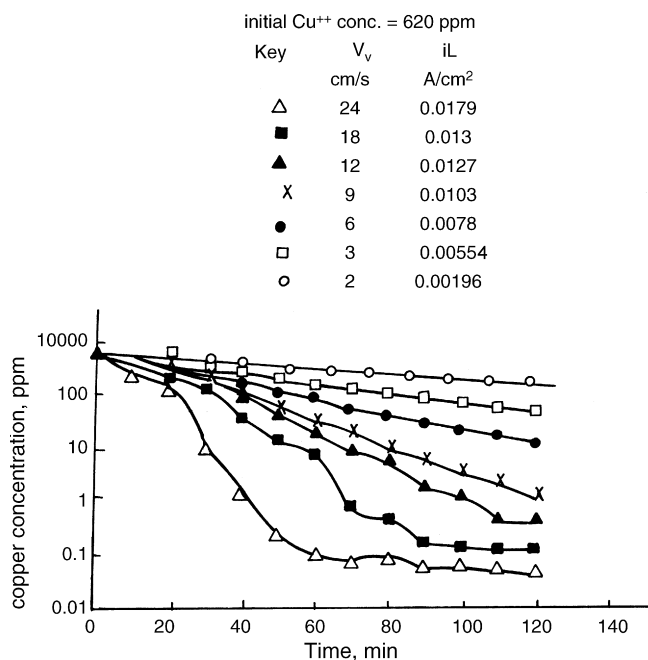 initial Cu⁺⁺ conc. = 620 ppm
Key Vᵥ iL
cm/s A/cm²
24 0.0179
18 0.013
12 0.0127
9 0.0103
6 0.0078
3 0.00554
2 0.00196
copper concentration, ppm
10000
100
10
1
0.1
0.01
0 20 40 60 80 100 120 140
Time, min